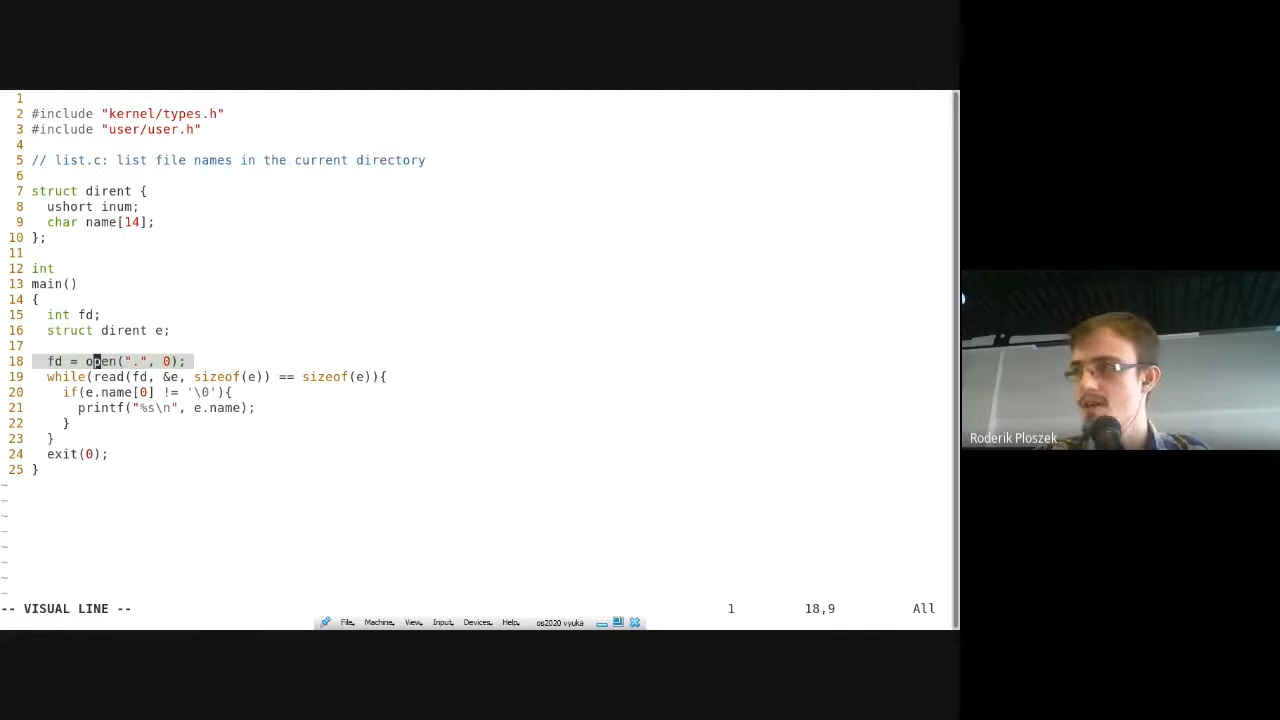 1
2 #include "kernel/types.h"
3 #include "user/user.h"
4
5 // list.c: list file names in the current directory
6
7 struct dirent {
8   ushort inum;
9   char name[14];
10 };
11
12 int
13 main()
14 {
15   int fd;
16   struct dirent e;
17
18   fd = open(".", 0);
19   while(read(fd, &e, sizeof(e)) == sizeof(e)){
20     if(e.name[0] != '\0'){
21       printf("%s\n", e.name);
22     }
23   }
24   exit(0);
25 }
~
~
~
~
~
~
~
~
-- VISUAL LINE -- 1 18,9 All
File Machine View Input Devices Help os2020 vyuka
Roderik Ploszek